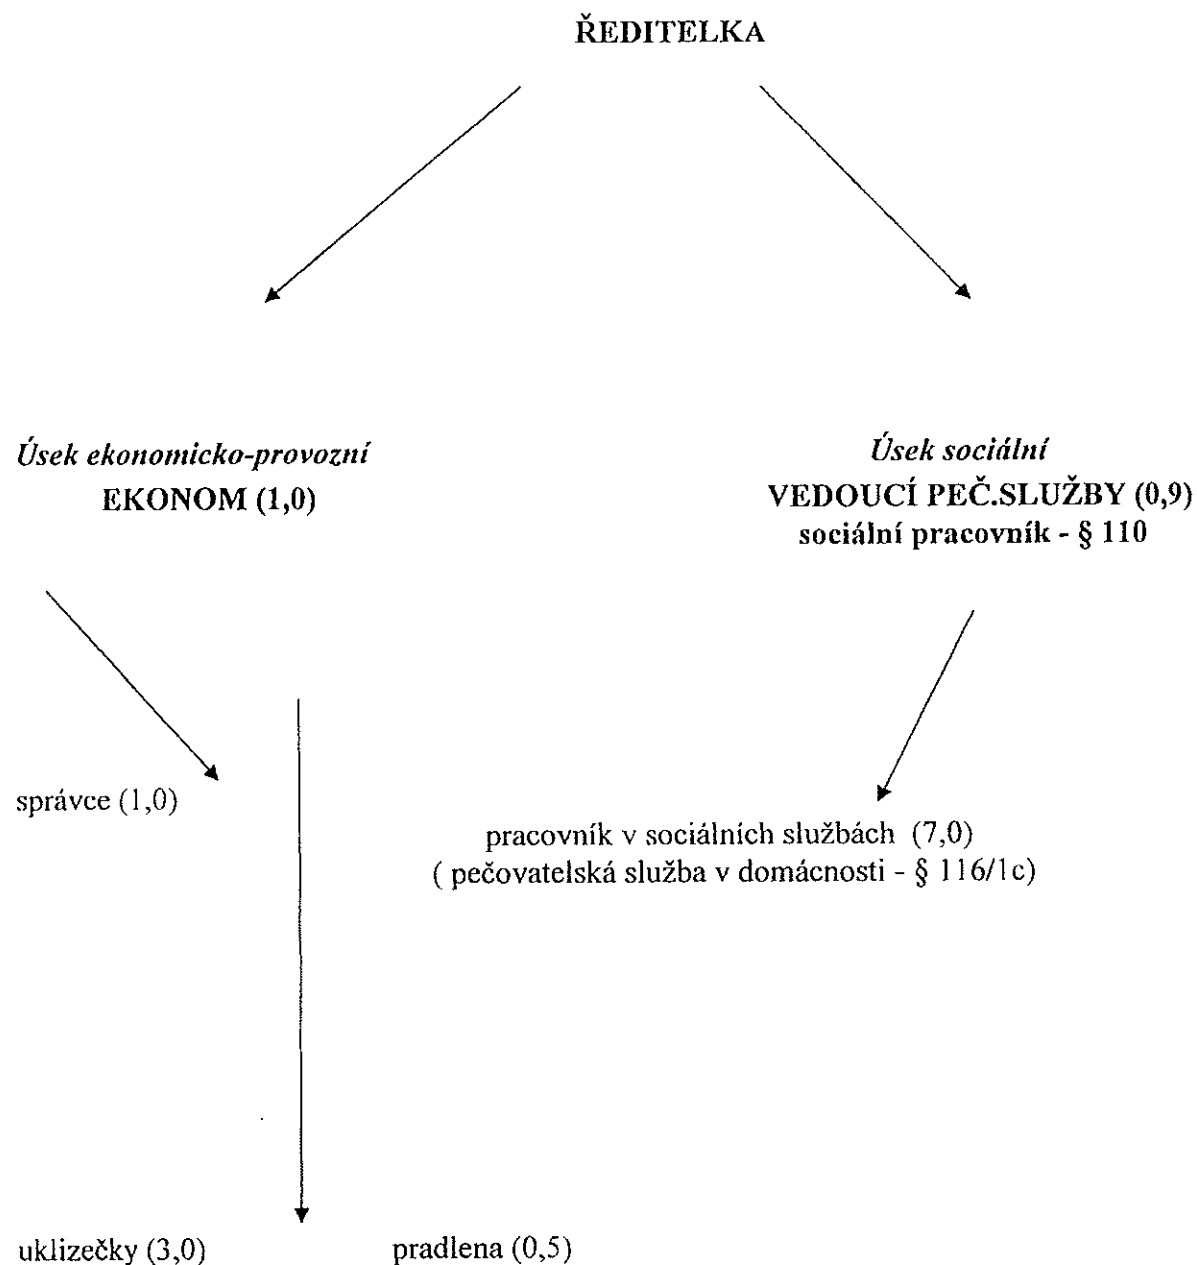 ŘEDITELKA
Úsek ekonomicko-provozní
EKONOM (1,0)
Úsek sociální
VEDOUCÍ PEČ.SLUŽBY (0,9)
sociální pracovník - § 110
správce (1,0)
pracovník v sociálních službách (7,0)
( pečovatelská služba v domácnosti - § 116/1c)
uklizečky (3,0)
pradlena (0,5)